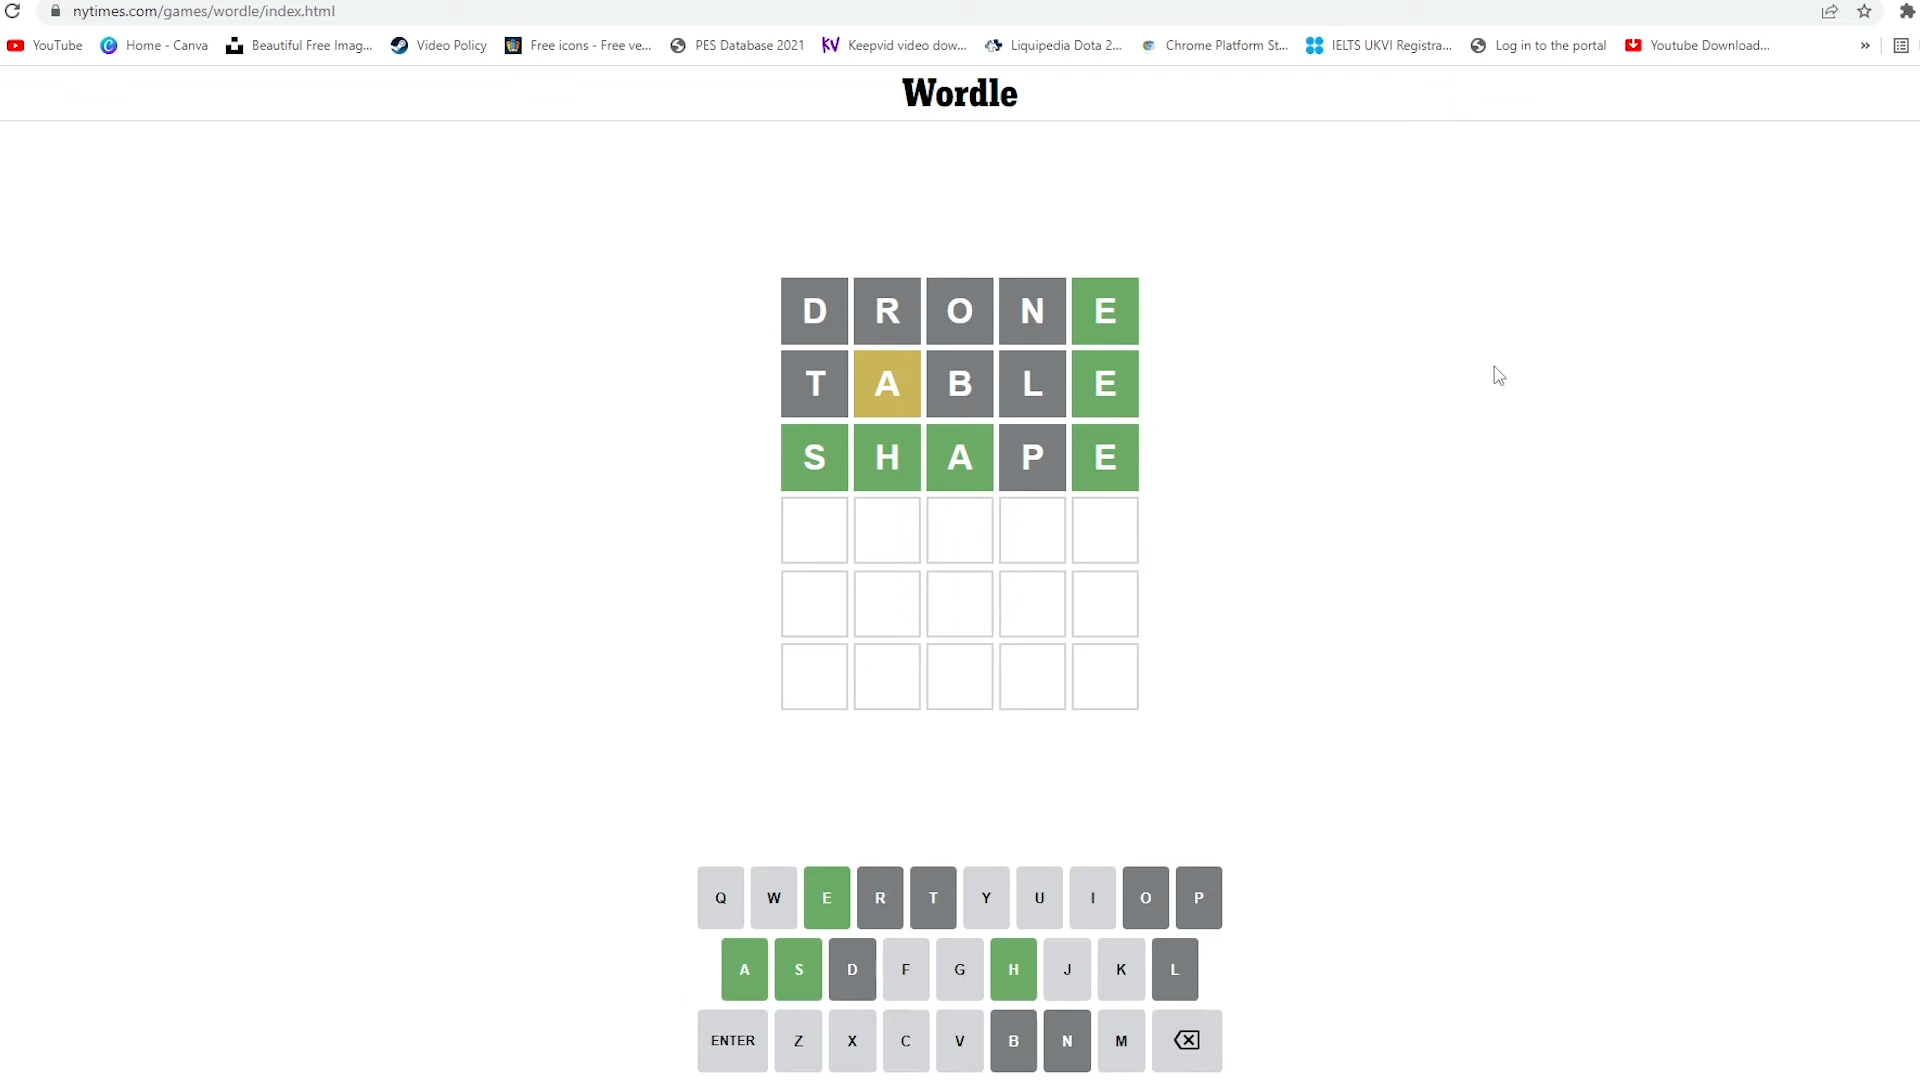 nytimes.com/games/wordle/index.html
YouTube Home - Canva Beautiful Free Imag... Video Policy Free icons - Free ve... PES Database 2021 KV Keepvid video dow... Liquipedia Dota 2... Chrome Platform St... IELTS UKVI Registra... Log in to the portal Youtube Download... »
Wordle
D R O N E
T A B L E
S H A P E
Q W E R T Y U I O P
A S D F G H J K L
ENTER Z X C V B N M